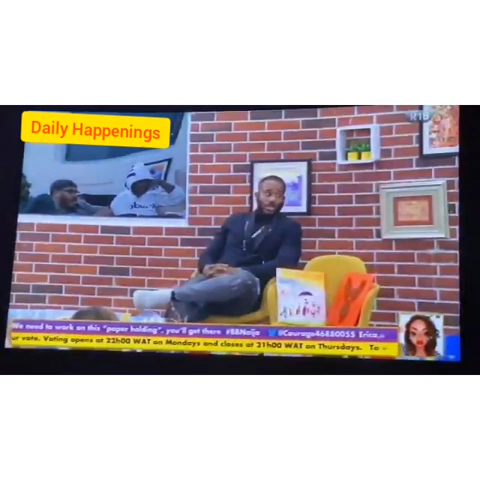 Daily Happenings
R18
We need to work on this "paper holding", you'll get there #BBNaija @Courage46880055 Erica,
ur vote. Voting opens at 22h00 WAT on Mondays and closes at 21h00 WAT on Thursdays. To